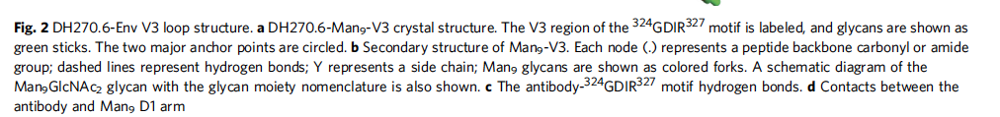 Fig. 2 DH270.6-Env V3 loop structure. a DH270.6-Man₉-V3 crystal structure. The V3 region of the ³²⁴GDIR³²⁷ motif is labeled, and glycans are shown as
green sticks. The two major anchor points are circled. b Secondary structure of Man₉-V3. Each node (.) represents a peptide backbone carbonyl or amide
group; dashed lines represent hydrogen bonds; Y represents a side chain; Man₉ glycans are shown as colored forks. A schematic diagram of the
Man₉GlcNAc₂ glycan with the glycan moiety nomenclature is also shown. c The antibody-³²⁴GDIR³²⁷ motif hydrogen bonds. d Contacts between the
antibody and Man₉ D1 arm